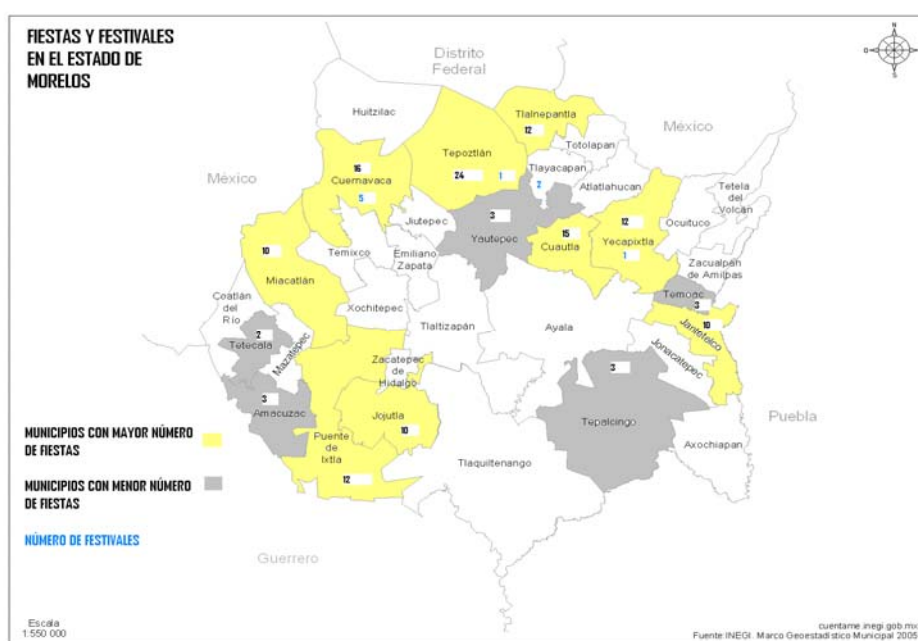 FIESTAS Y FESTIVALES
EN EL ESTADO DE
MORELOS
N
O
E
S
Distrito
Federal
México
México
Huitzilac
Tlalnepantla
12
Tepoztlán
24
1
Totolapan
Tlayacapan
2
Atlatlahucan
16
Cuernavaca
5
3
Yautepec
Jiutepec
15
Cuautla
12
Yecapixtla
1
Ocuituco
Tetela
del
Volcán
Temixco
Emiliano
Zapata
10
Miacatlán
Zacualpan
de Amilpas
Temoac
3
Xochitepec
Coatlán
del
Río
Tlaltizapán
Ayala
10
Jantetelco
2
Tetecala
Mazatepec
Jonacatepec
Zacatepec
de
Hidalgo
3
Amacuzac
3
Tepalcingo
Jojutla
10
Puebla
Puente
de
Ixtla
12
Axochiapan
Tlaquiltenango
MUNICIPIOS CON MAYOR NÚMERO
DE FIESTAS
MUNICIPIOS CON MENOR NÚMERO
DE FIESTAS
NÚMERO DE FESTIVALES
Guerrero
Escala
1:550 000
cuentame.inegi.gob.mx
Fuente:INEGI. Marco Geoestadístico Municipal 2005